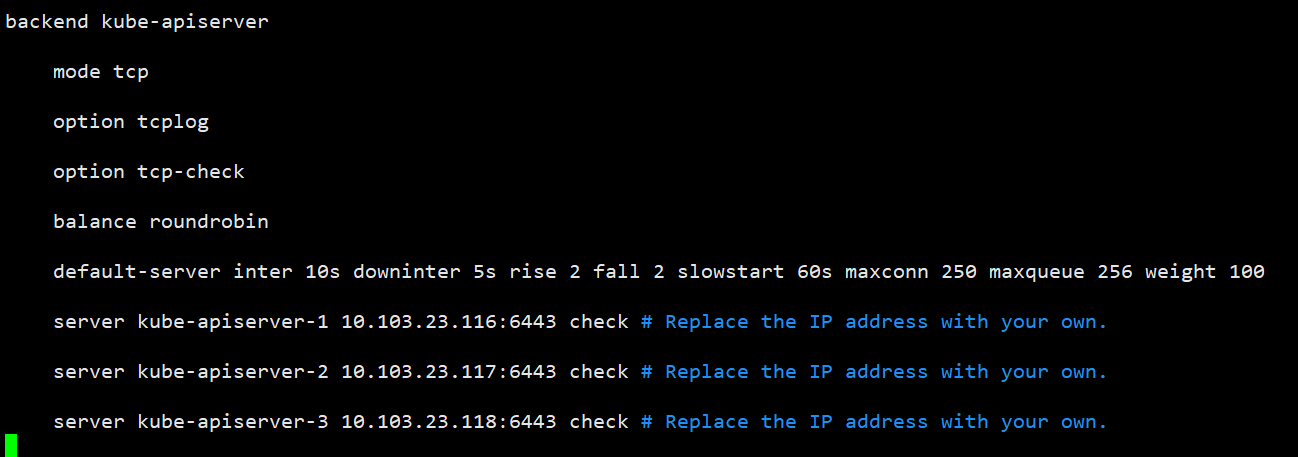 backend kube-apiserver
mode tcp
option tcplog
option tcp-check
balance roundrobin
default-server inter 10s downinter 5s rise 2 fall 2 slowstart 60s maxconn 250 maxqueue 256 weight 100
server kube-apiserver-1 10.103.23.116:6443 check # Replace the IP address with your own.
server kube-apiserver-2 10.103.23.117:6443 check # Replace the IP address with your own.
server kube-apiserver-3 10.103.23.118:6443 check # Replace the IP address with your own.